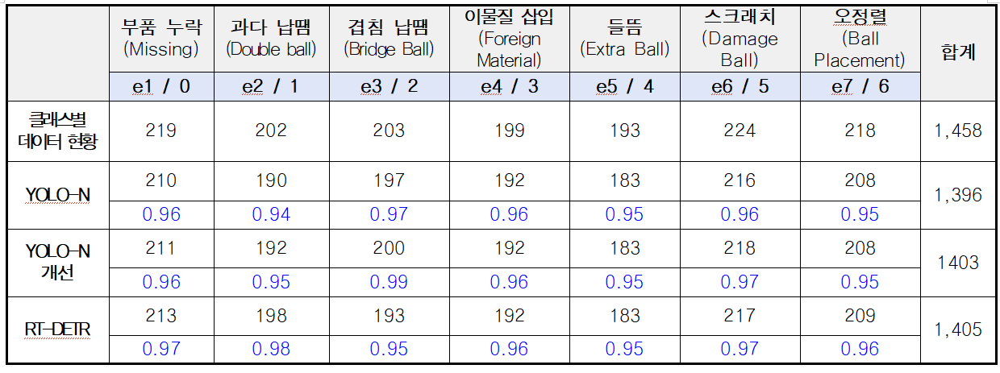 부품 누락 과다 납땜 겹침 납땜 이물질 삽입 들뜸 스크래치 오정렬 합계
(Missing) (Double ball) (Bridge Ball) (Foreign Material) (Extra Ball) (Damage Ball) (Ball Placement)
e1 / 0 e2 / 1 e3 / 2 e4 / 3 e5 / 4 e6 / 5 e7 / 6
클래스별
데이터 현황 219 202 203 199 193 224 218 1,458
YOLO-N 210 190 197 192 183 216 208 1,396
0.96 0.94 0.97 0.96 0.95 0.96 0.95
YOLO-N
개선 211 192 200 192 183 218 208 1403
0.96 0.95 0.99 0.96 0.95 0.97 0.95
RT-DETR 213 198 193 192 183 217 209 1,405
0.97 0.98 0.95 0.96 0.95 0.97 0.96